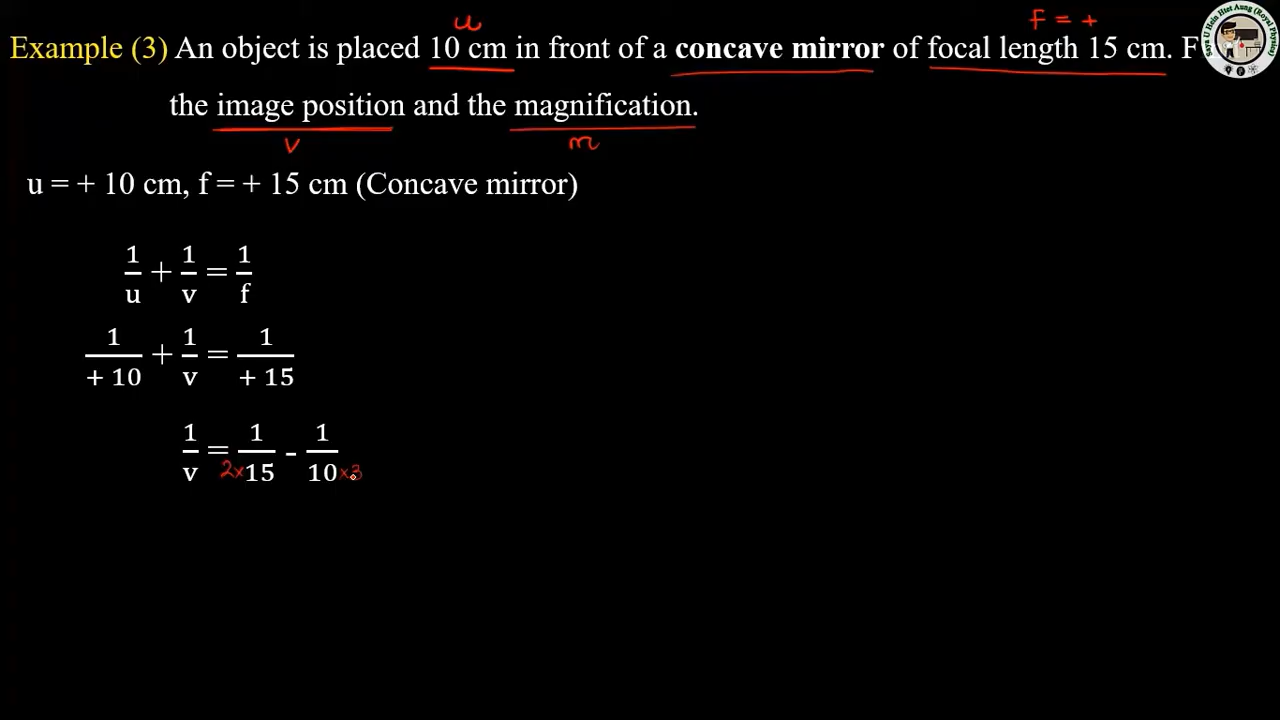 u F = +
Example (3) An object is placed 10 cm in front of a concave mirror of focal length 15 cm. F
the image position and the magnification.
v m
u = + 10 cm, f = + 15 cm (Concave mirror)
1/u + 1/v = 1/f
1/+ 10 + 1/v = 1/+ 15
1/v = 1/2×15 - 1/10×3